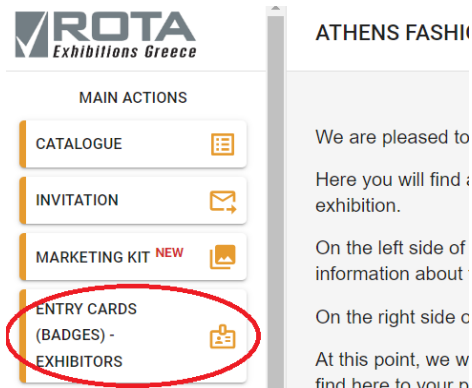 ROTA
Exhibitions Greece
MAIN ACTIONS
CATALOGUE
INVITATION
MARKETING KIT NEW
ENTRY CARDS
(BADGES) -
EXHIBITORS
ATHENS FASHIO
We are pleased to
Here you will find a
exhibition.
On the left side of
information about
On the right side o
At this point, we w
find here to your p